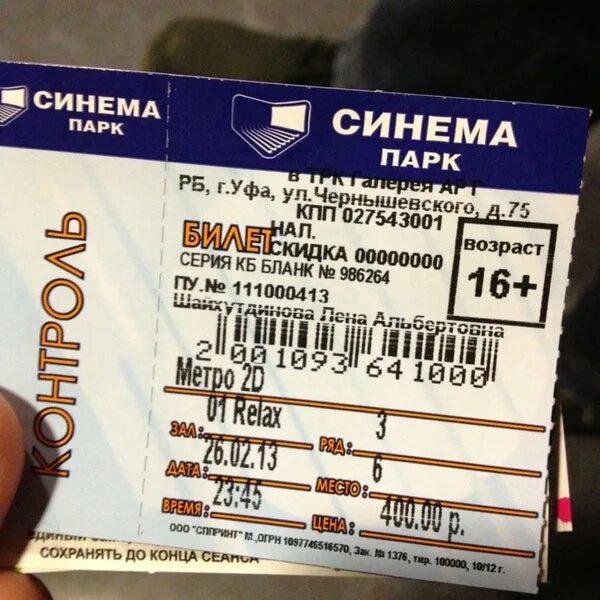 СИНЕМА
ПАРК
СИНЕМА
ПАРК
КОНТРОЛЬ
в ТРК Галерея АРТ
РБ, г.Уфа, ул.Чернышевского, д.75
КПП 027543001
БИЛЕТ
НАЛ.
СКИДКА 00000000
СЕРИЯ КБ БЛАНК № 986264
возраст
16+
ПУ.№ 111000413
Шайхутдинова Лена Альбертовна
2 001093 641000
Метро 2D
01 Relax 3
ЗАЛ: РЯД:
26.02.13 6
ДАТА: МЕСТО:
23:45 400.00 р.
ВРЕМЯ: ЦЕНА:
ООО "СППРИНТ" М.,ОГРН 1097746516570, Зак. № 1376, тир. 100000, 10/12 г.
СОХРАНЯТЬ ДО КОНЦА СЕАНСА